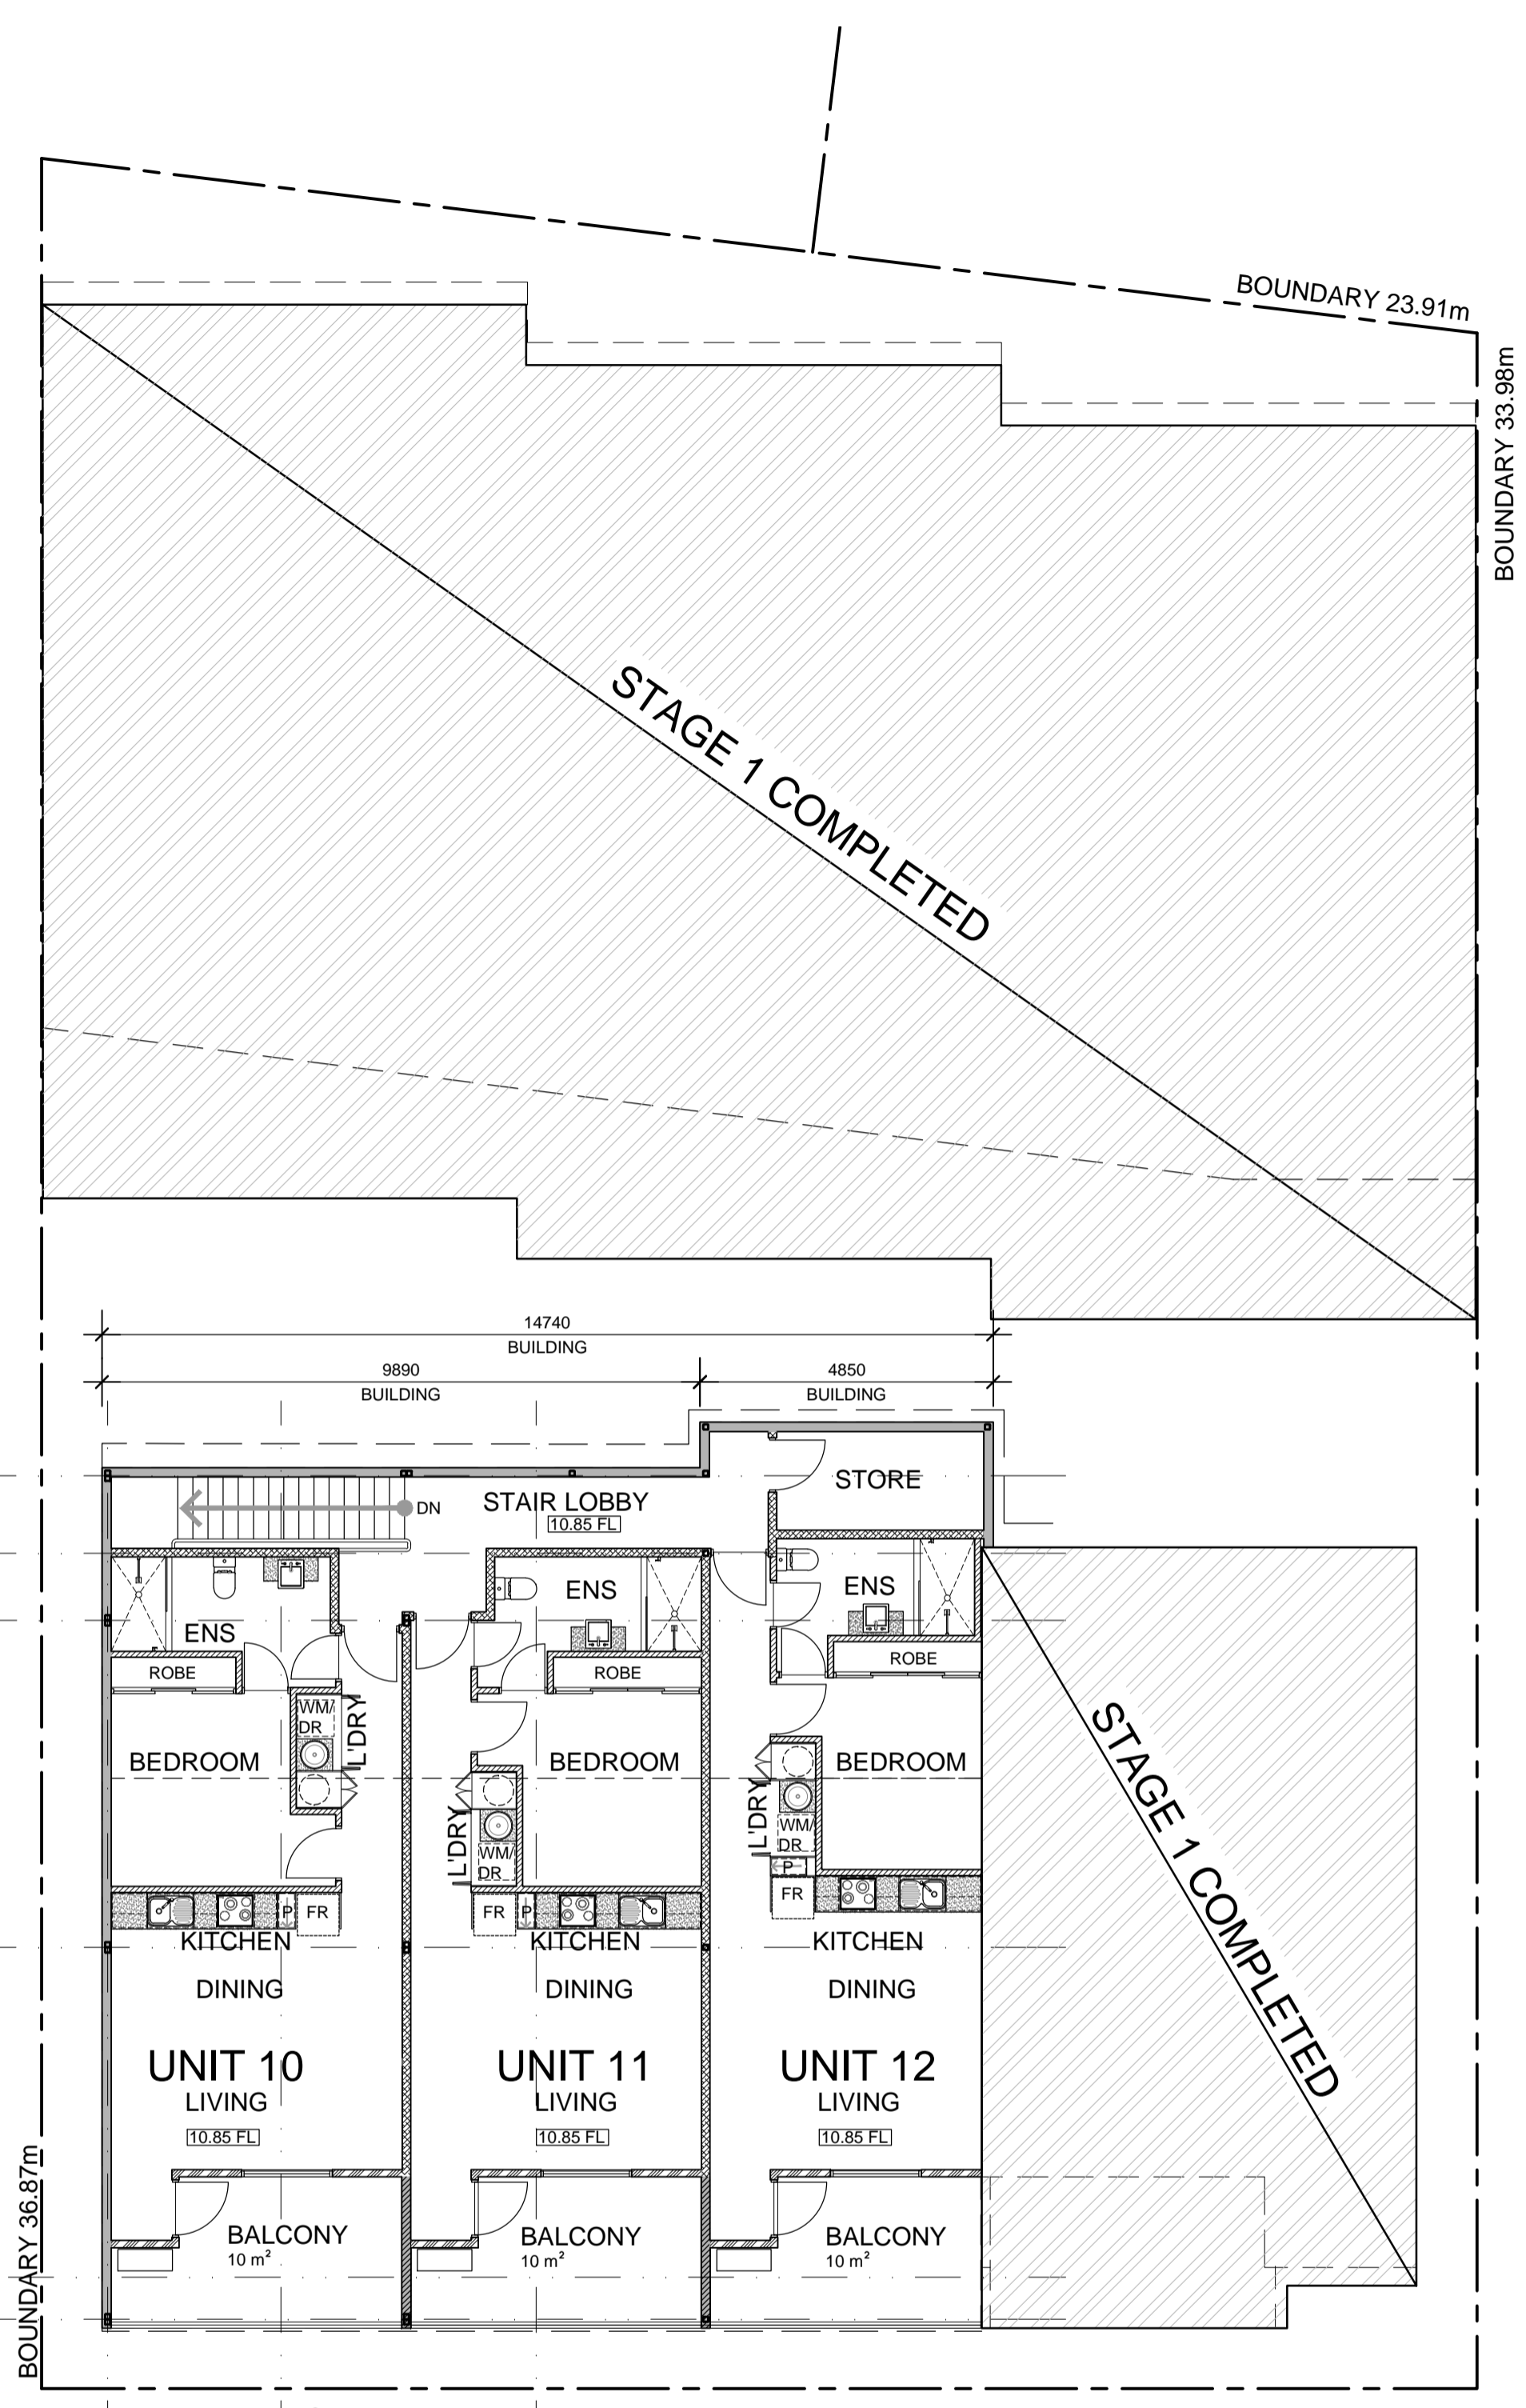 BOUNDARY 23.91m
BOUNDARY 33.98m
STAGE 1 COMPLETED
14740
BUILDING
9890
BUILDING
4850
BUILDING
STORE
DN
STAIR LOBBY
10.85 FL
ENS
ENS
ENS
ROBE
ROBE
ROBE
WM/
DR
L'DRY
BEDROOM
BEDROOM
BEDROOM
L'DRY
WM/
DR
L'DRY
WM/
DR
P
FR
P
FR
FR
P
KITCHEN
KITCHEN
KITCHEN
DINING
DINING
DINING
UNIT 10
UNIT 11
UNIT 12
LIVING
LIVING
LIVING
10.85 FL
10.85 FL
10.85 FL
STAGE 1 COMPLETED
BALCONY
10 m²
BALCONY
10 m²
BALCONY
10 m²
BOUNDARY 36.87m